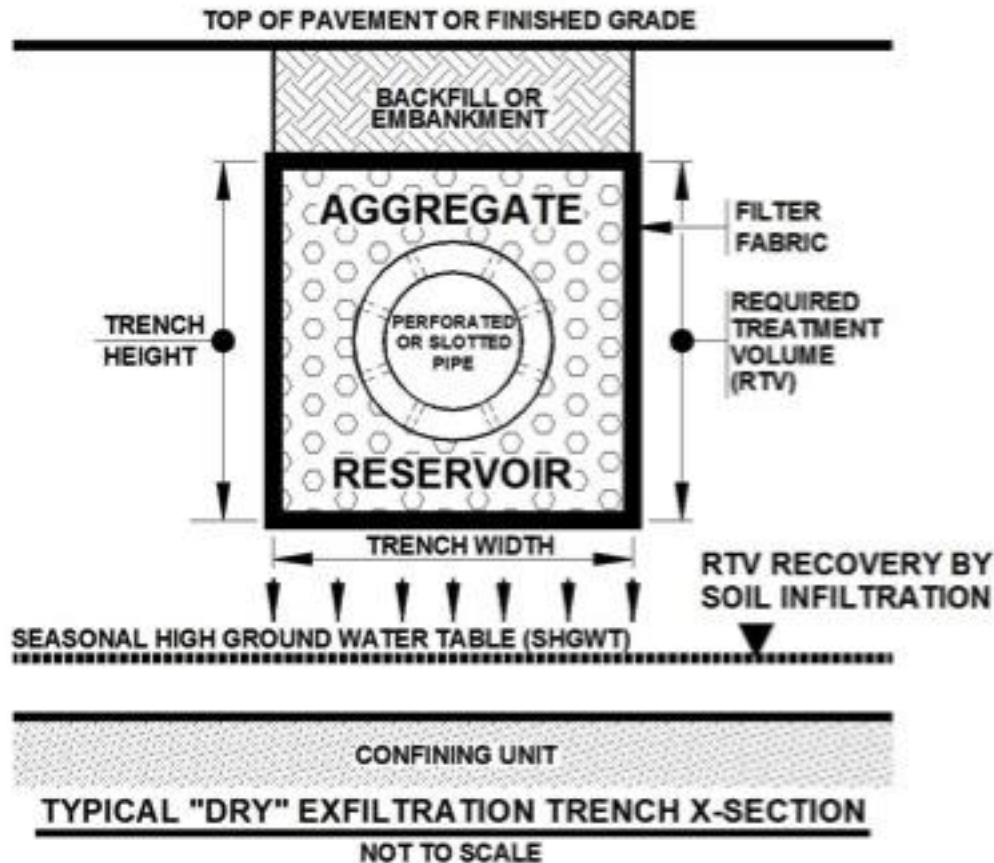 TOP OF PAVEMENT OR FINISHED GRADE
BACKFILL OR
EMBANKMENT
AGGREGATE
FILTER
FABRIC
PERFORATED
OR SLOTTED
PIPE
TRENCH
HEIGHT
REQUIRED
TREATMENT
VOLUME
(RTV)
RESERVOIR
TRENCH WIDTH
RTV RECOVERY BY
SOIL INFILTRATION
SEASONAL HIGH GROUND WATER TABLE (SHGWT)
CONFINING UNIT
TYPICAL "DRY" EXFILTRATION TRENCH X-SECTION
NOT TO SCALE